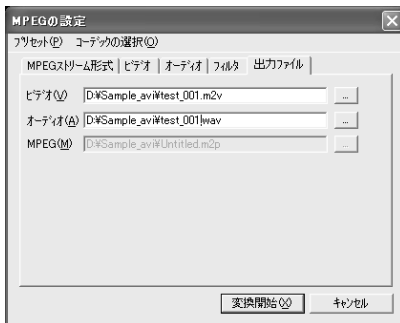 MPEGの設定
プリセット(P) コーデックの選択(O)
MPEGストリーム形式 ビデオ オーディオ フィルタ 出力ファイル
ビデオ(V) D:¥Sample_avi¥test_001.m2v ...
オーディオ(A) D:¥Sample_avi¥test_001.wav ...
MPEG(M) D:¥Sample_avi¥Untitled.m2p ...
変換開始(X) キャンセル